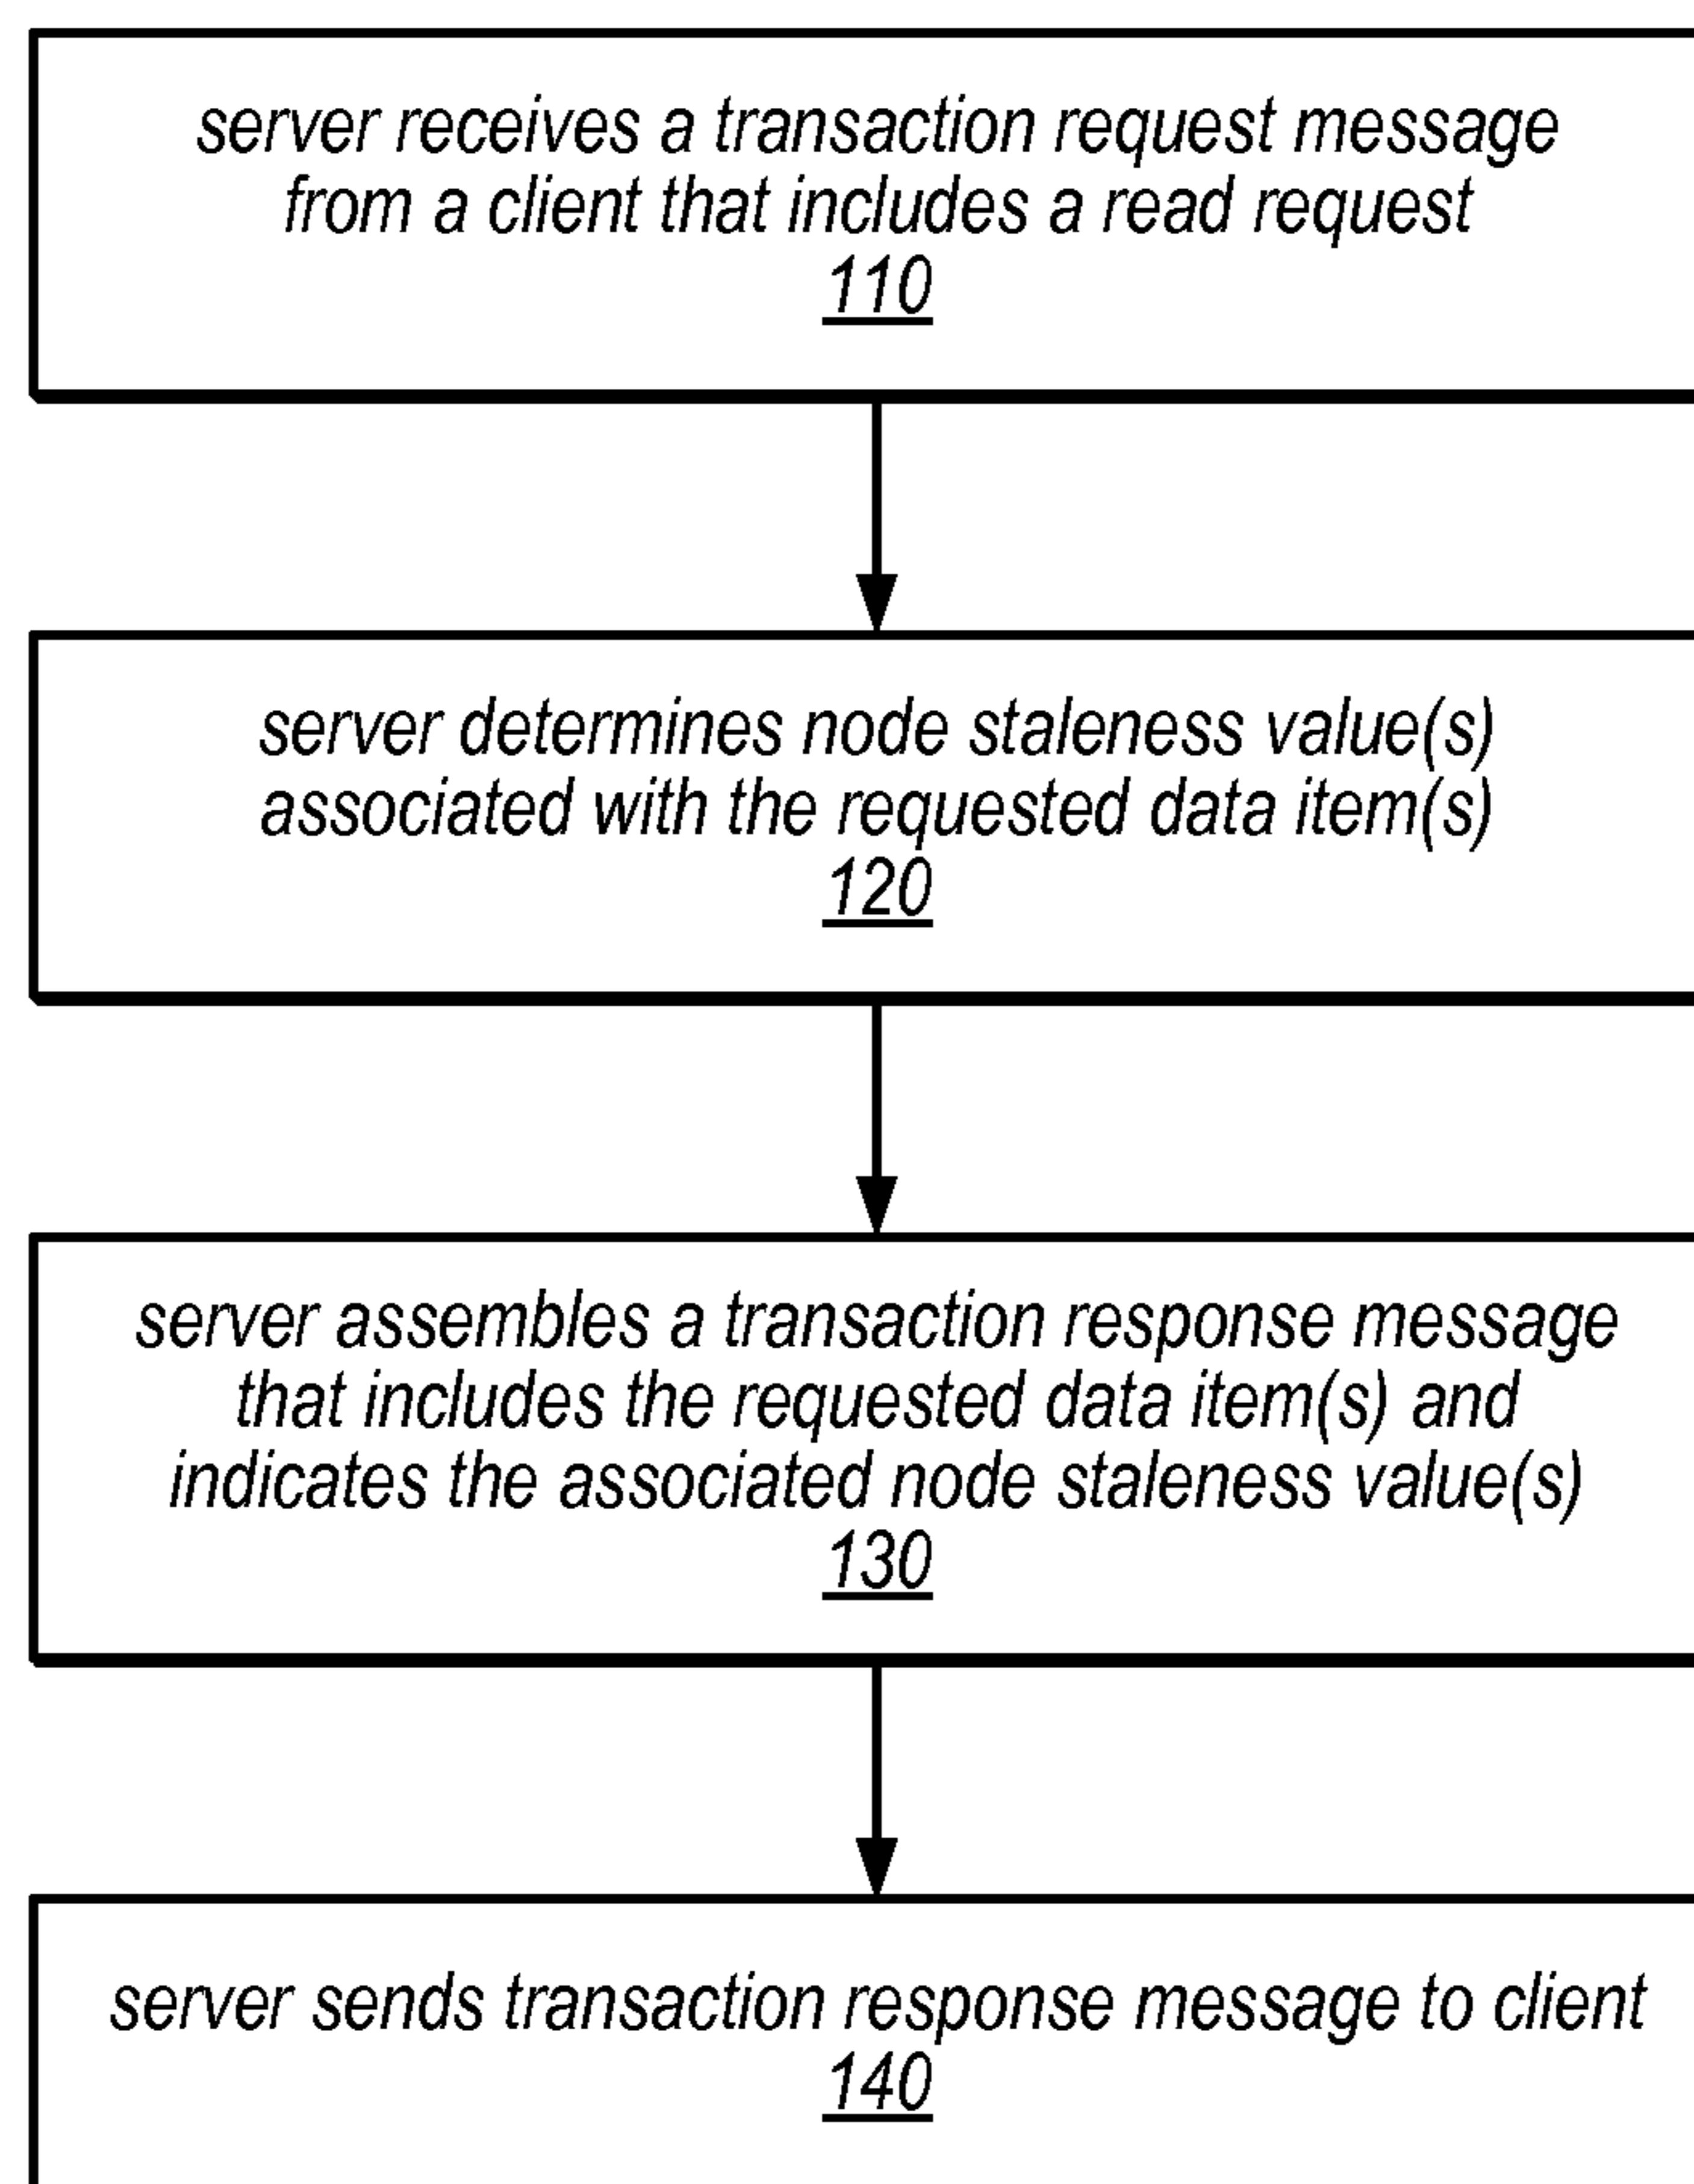 server receives a transaction request message
from a client that includes a read request
110
server determines node staleness value(s)
associated with the requested data item(s)
120
server assembles a transaction response message
that includes the requested data item(s) and
indicates the associated node staleness value(s)
130
server sends transaction response message to client
140